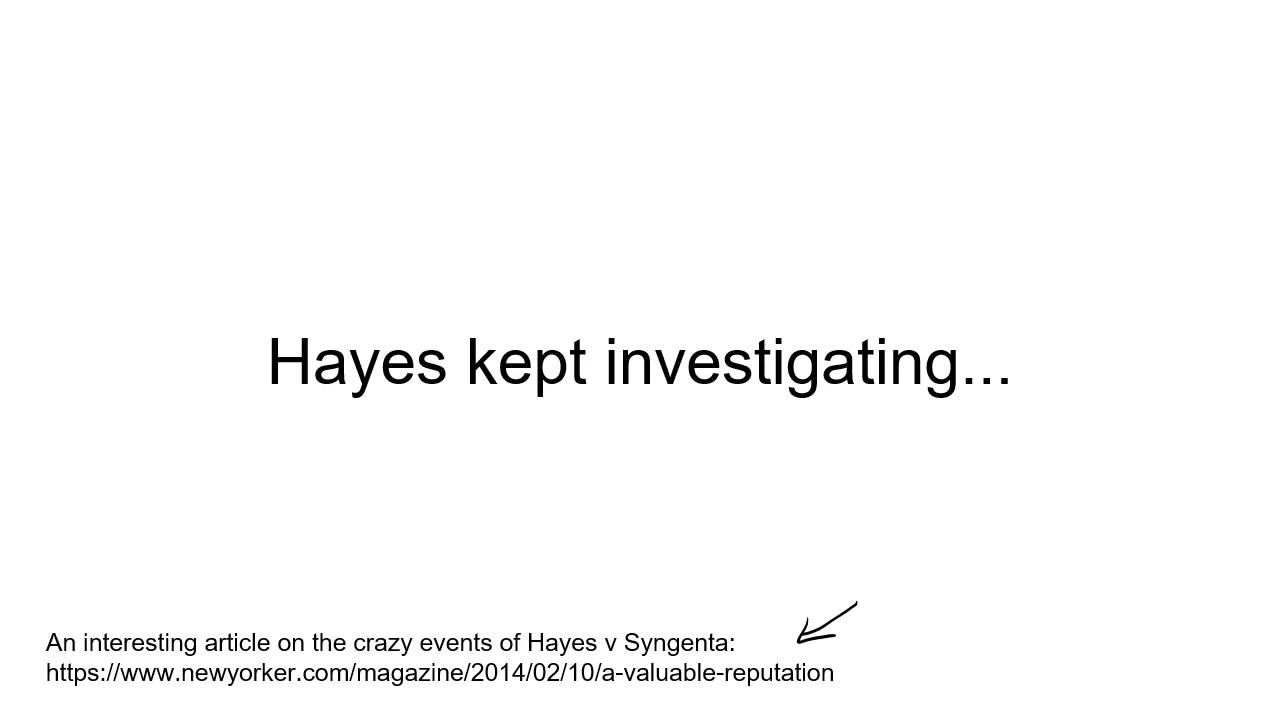 Hayes kept investigating...
An interesting article on the crazy events of Hayes v Syngenta:
https://www.newyorker.com/magazine/2014/02/10/a-valuable-reputation